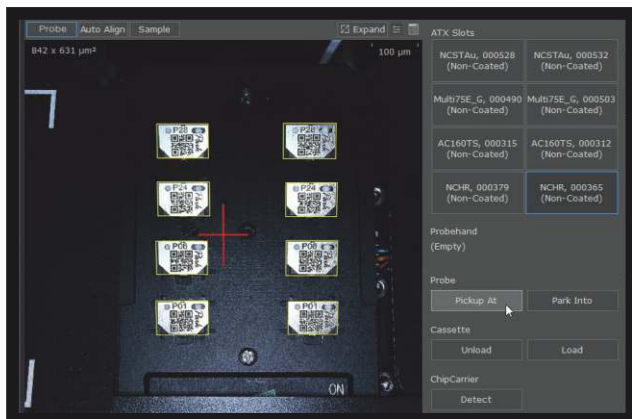 Probe Auto Align Sample Expand
842 x 631 μm²
100 μm
P28 P28
P24 P24
P06 P06
P01 P01
ON
ATX Slots
NCSTAu, 000528 NCSTAu, 000532
(Non-Coated) (Non-Coated)
Multi75E_G, 000490 Multi75E_G, 000503
(Non-Coated) (Non-Coated)
AC160TS, 000315 AC160TS, 000312
(Non-Coated) (Non-Coated)
NCHR, 000379 NCHR, 000365
(Non-Coated) (Non-Coated)
Probehand
(Empty)
Probe
Pickup At Park Into
Cassette
Unload Load
ChipCarrier
Detect